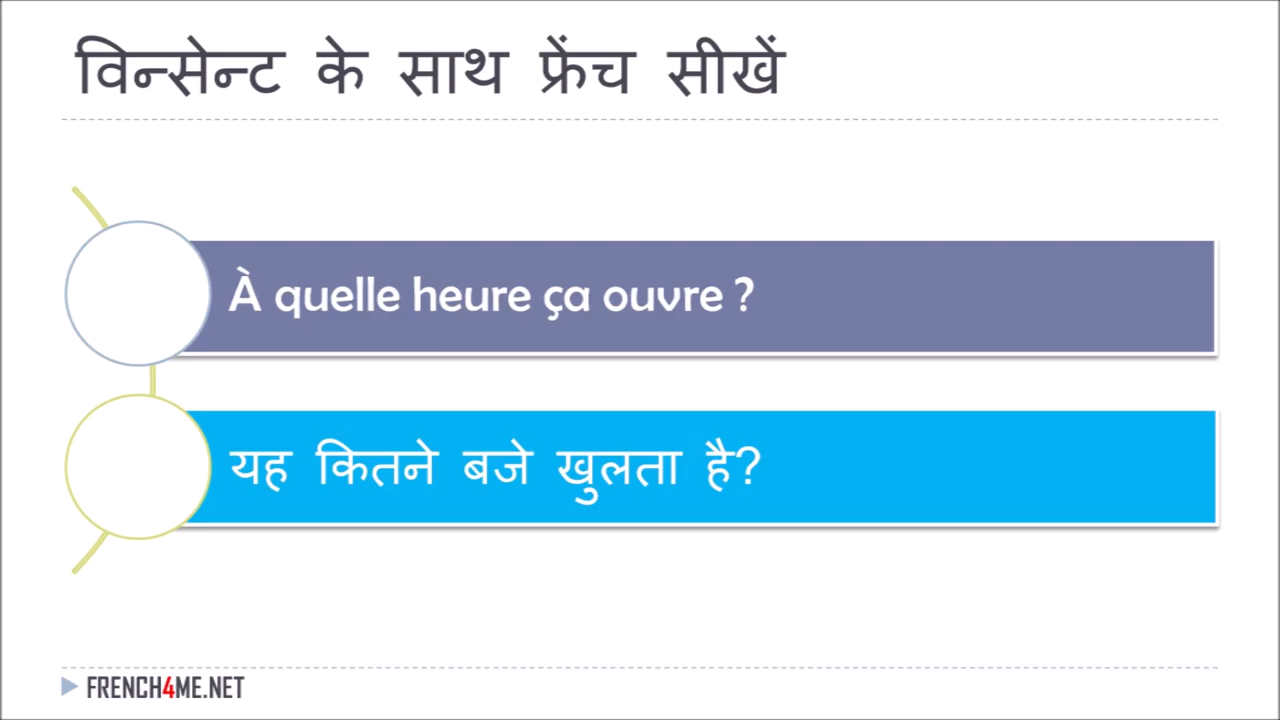 विन्सेन्ट के साथ फ्रेंच सीखें
À quelle heure ça ouvre ?
यह कितने बजे खुलता है?
FRENCH4ME.NET